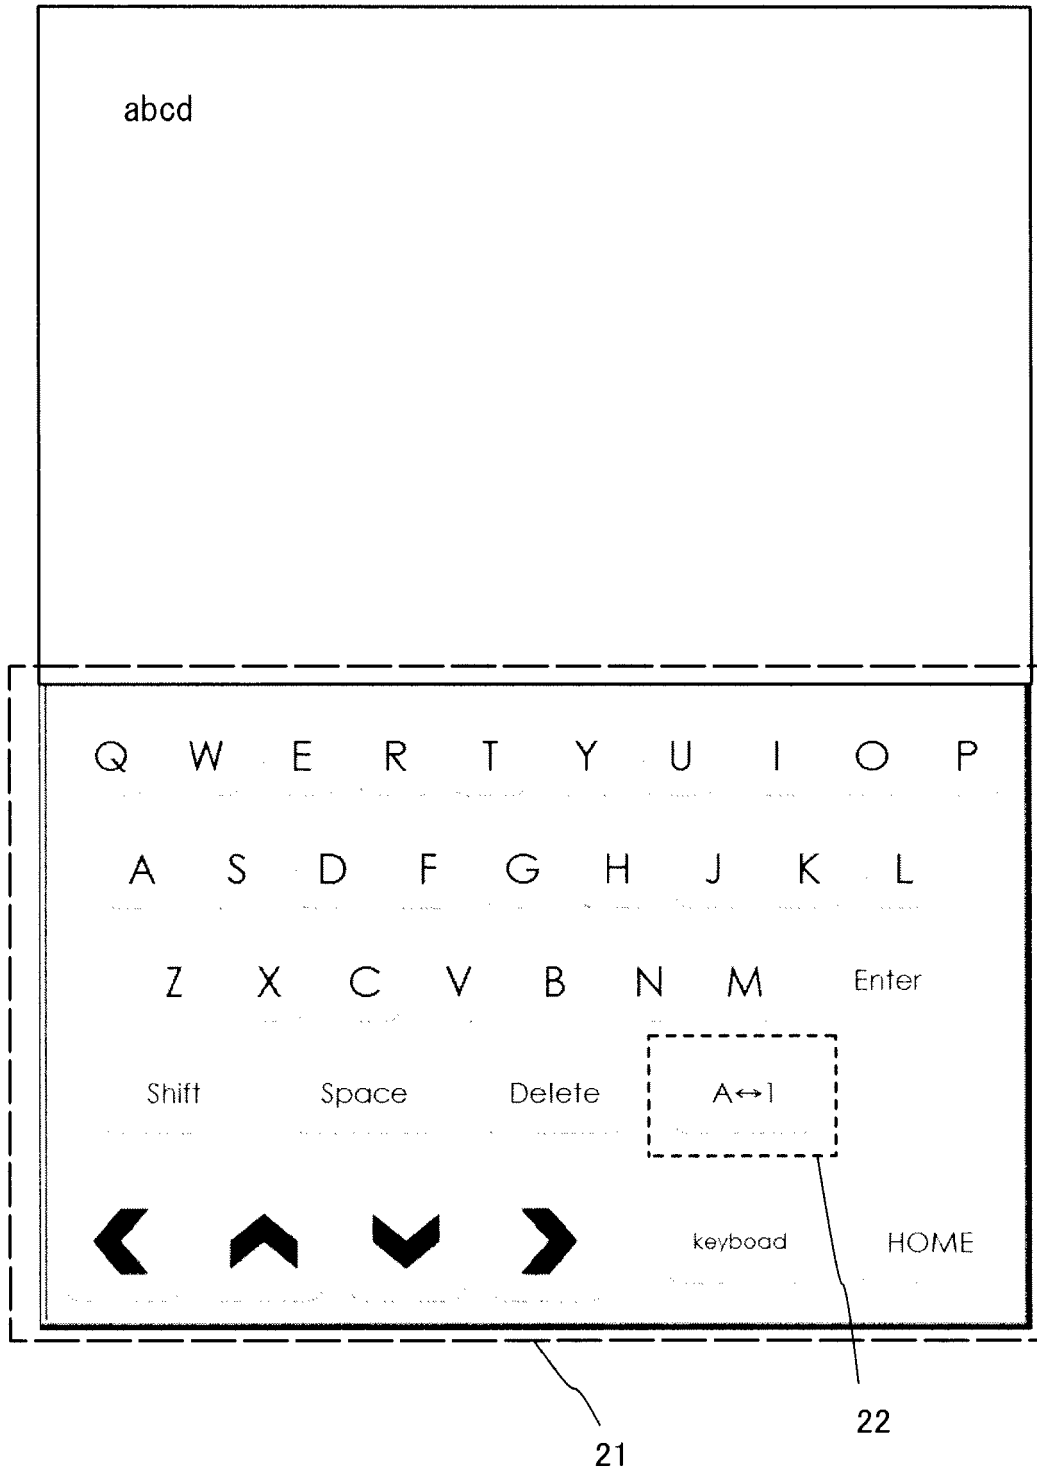 abcd
Q W E R T Y U I O P
A S D F G H J K L
Z X C V B N M Enter
Shift Space Delete A↔1
keyboad HOME
22
21